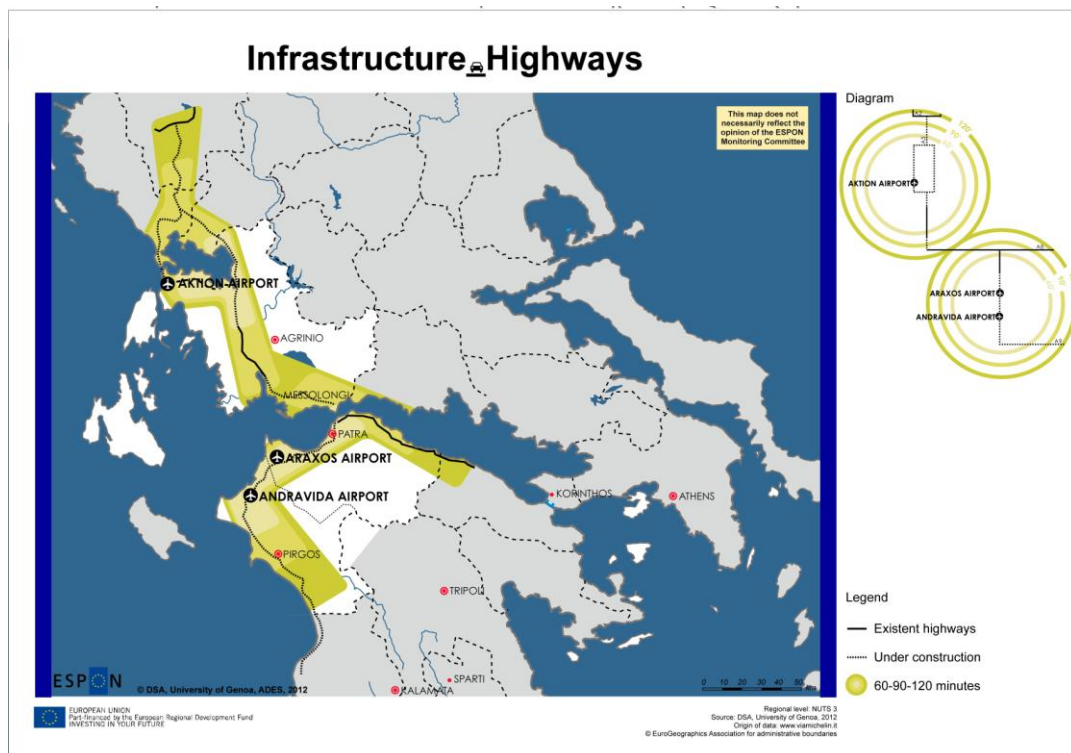 Infrastructure Highways
This map does not
necessarily reflect the
opinion of the ESPON
Monitoring Committee
AKTION AIRPORT
AGRINIO
MESSOLONGI
PATRA
ARAXOS AIRPORT
ANDRAVIDA AIRPORT
KORINTHOS
ATHENS
PIRGOS
TRIPOLI
SPARTI
KALAMATA
ESPON
© DSA, University of Genoa, ADES, 2012
0 10 20 30 40 50
Diagram
120'
90'
AKTION AIRPORT
A8
ARAXOS AIRPORT
ANDRAVIDA AIRPORT
A9
Legend
Existent highways
Under construction
60-90-120 minutes
EUROPEAN UNION
Part-financed by the European Regional Development Fund
INVESTING IN YOUR FUTURE
Regional level: NUTS 3
Source: DSA, University of Genoa, 2012
Origin of data: www.viamichelin.it
© EuroGeographics Association for administrative boundaries